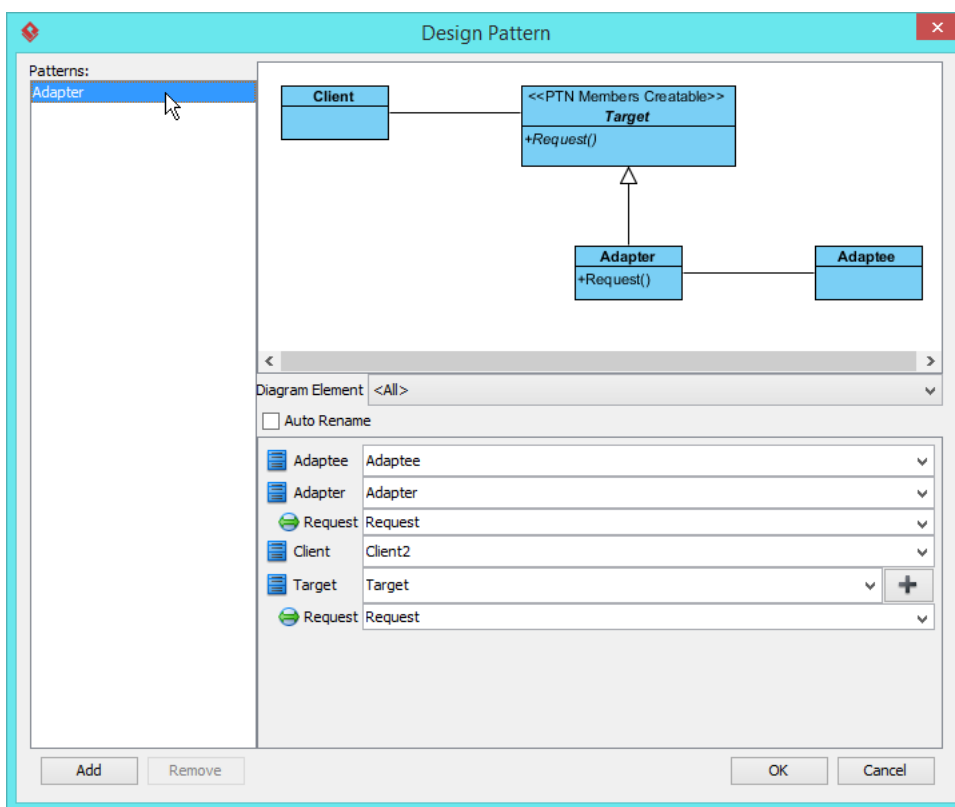 Design Pattern
Patterns:
Adapter
Client
<<PTN Members Creatable>>
Target
+Request()
Adapter
+Request()
Adaptee
Diagram Element <All>
Auto Rename
Adaptee Adaptee
Adapter Adapter
Request Request
Client Client2
Target Target
Request Request
Add Remove OK Cancel